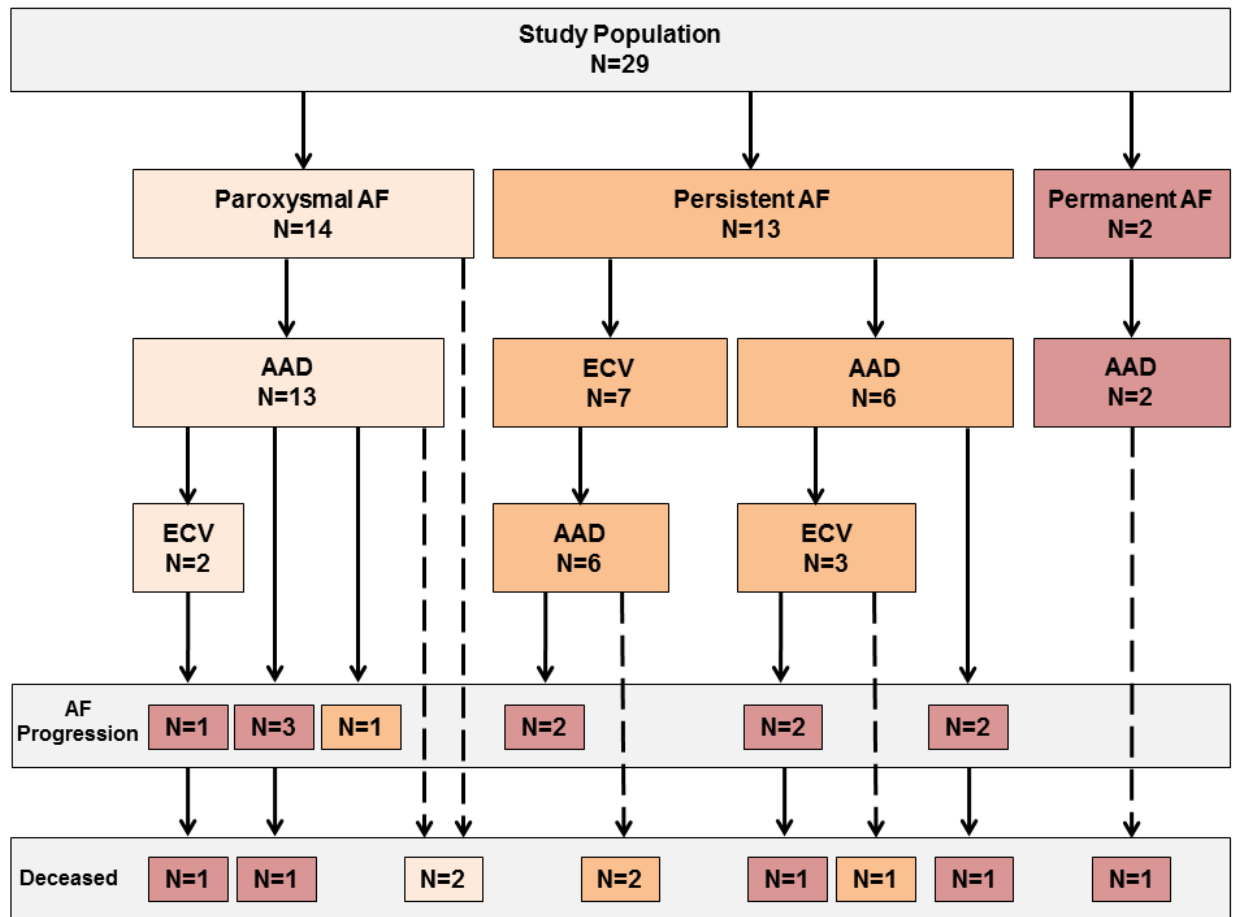 Study Population
N=29
Paroxysmal AF
N=14
Persistent AF
N=13
Permanent AF
N=2
AAD
N=13
ECV
N=7
AAD
N=6
AAD
N=2
ECV
N=2
AAD
N=6
ECV
N=3
AF
Progression
N=1
N=3
N=1
N=2
N=2
N=2
Deceased
N=1
N=1
N=2
N=2
N=1
N=1
N=1
N=1